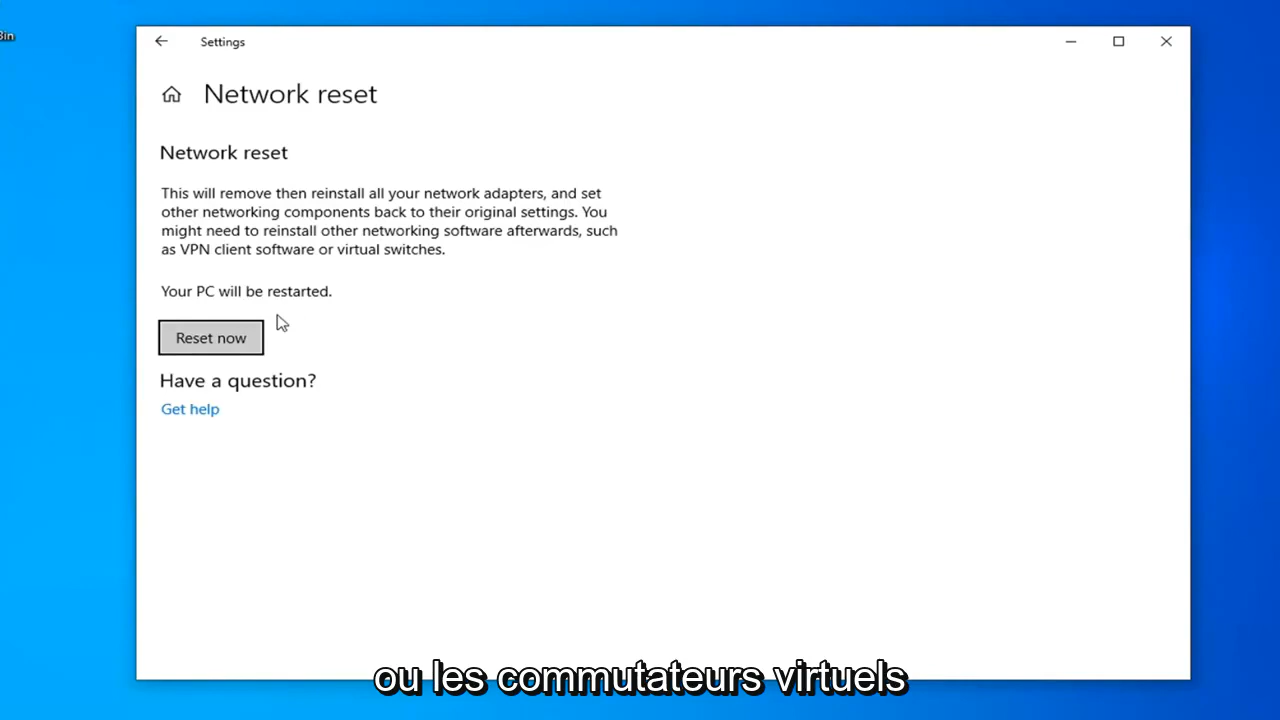 Bin
Settings
Network reset
Network reset
This will remove then reinstall all your network adapters, and set
other networking components back to their original settings. You
might need to reinstall other networking software afterwards, such
as VPN client software or virtual switches.
Your PC will be restarted.
Reset now
Have a question?
Get help
ou les commutateurs virtuels